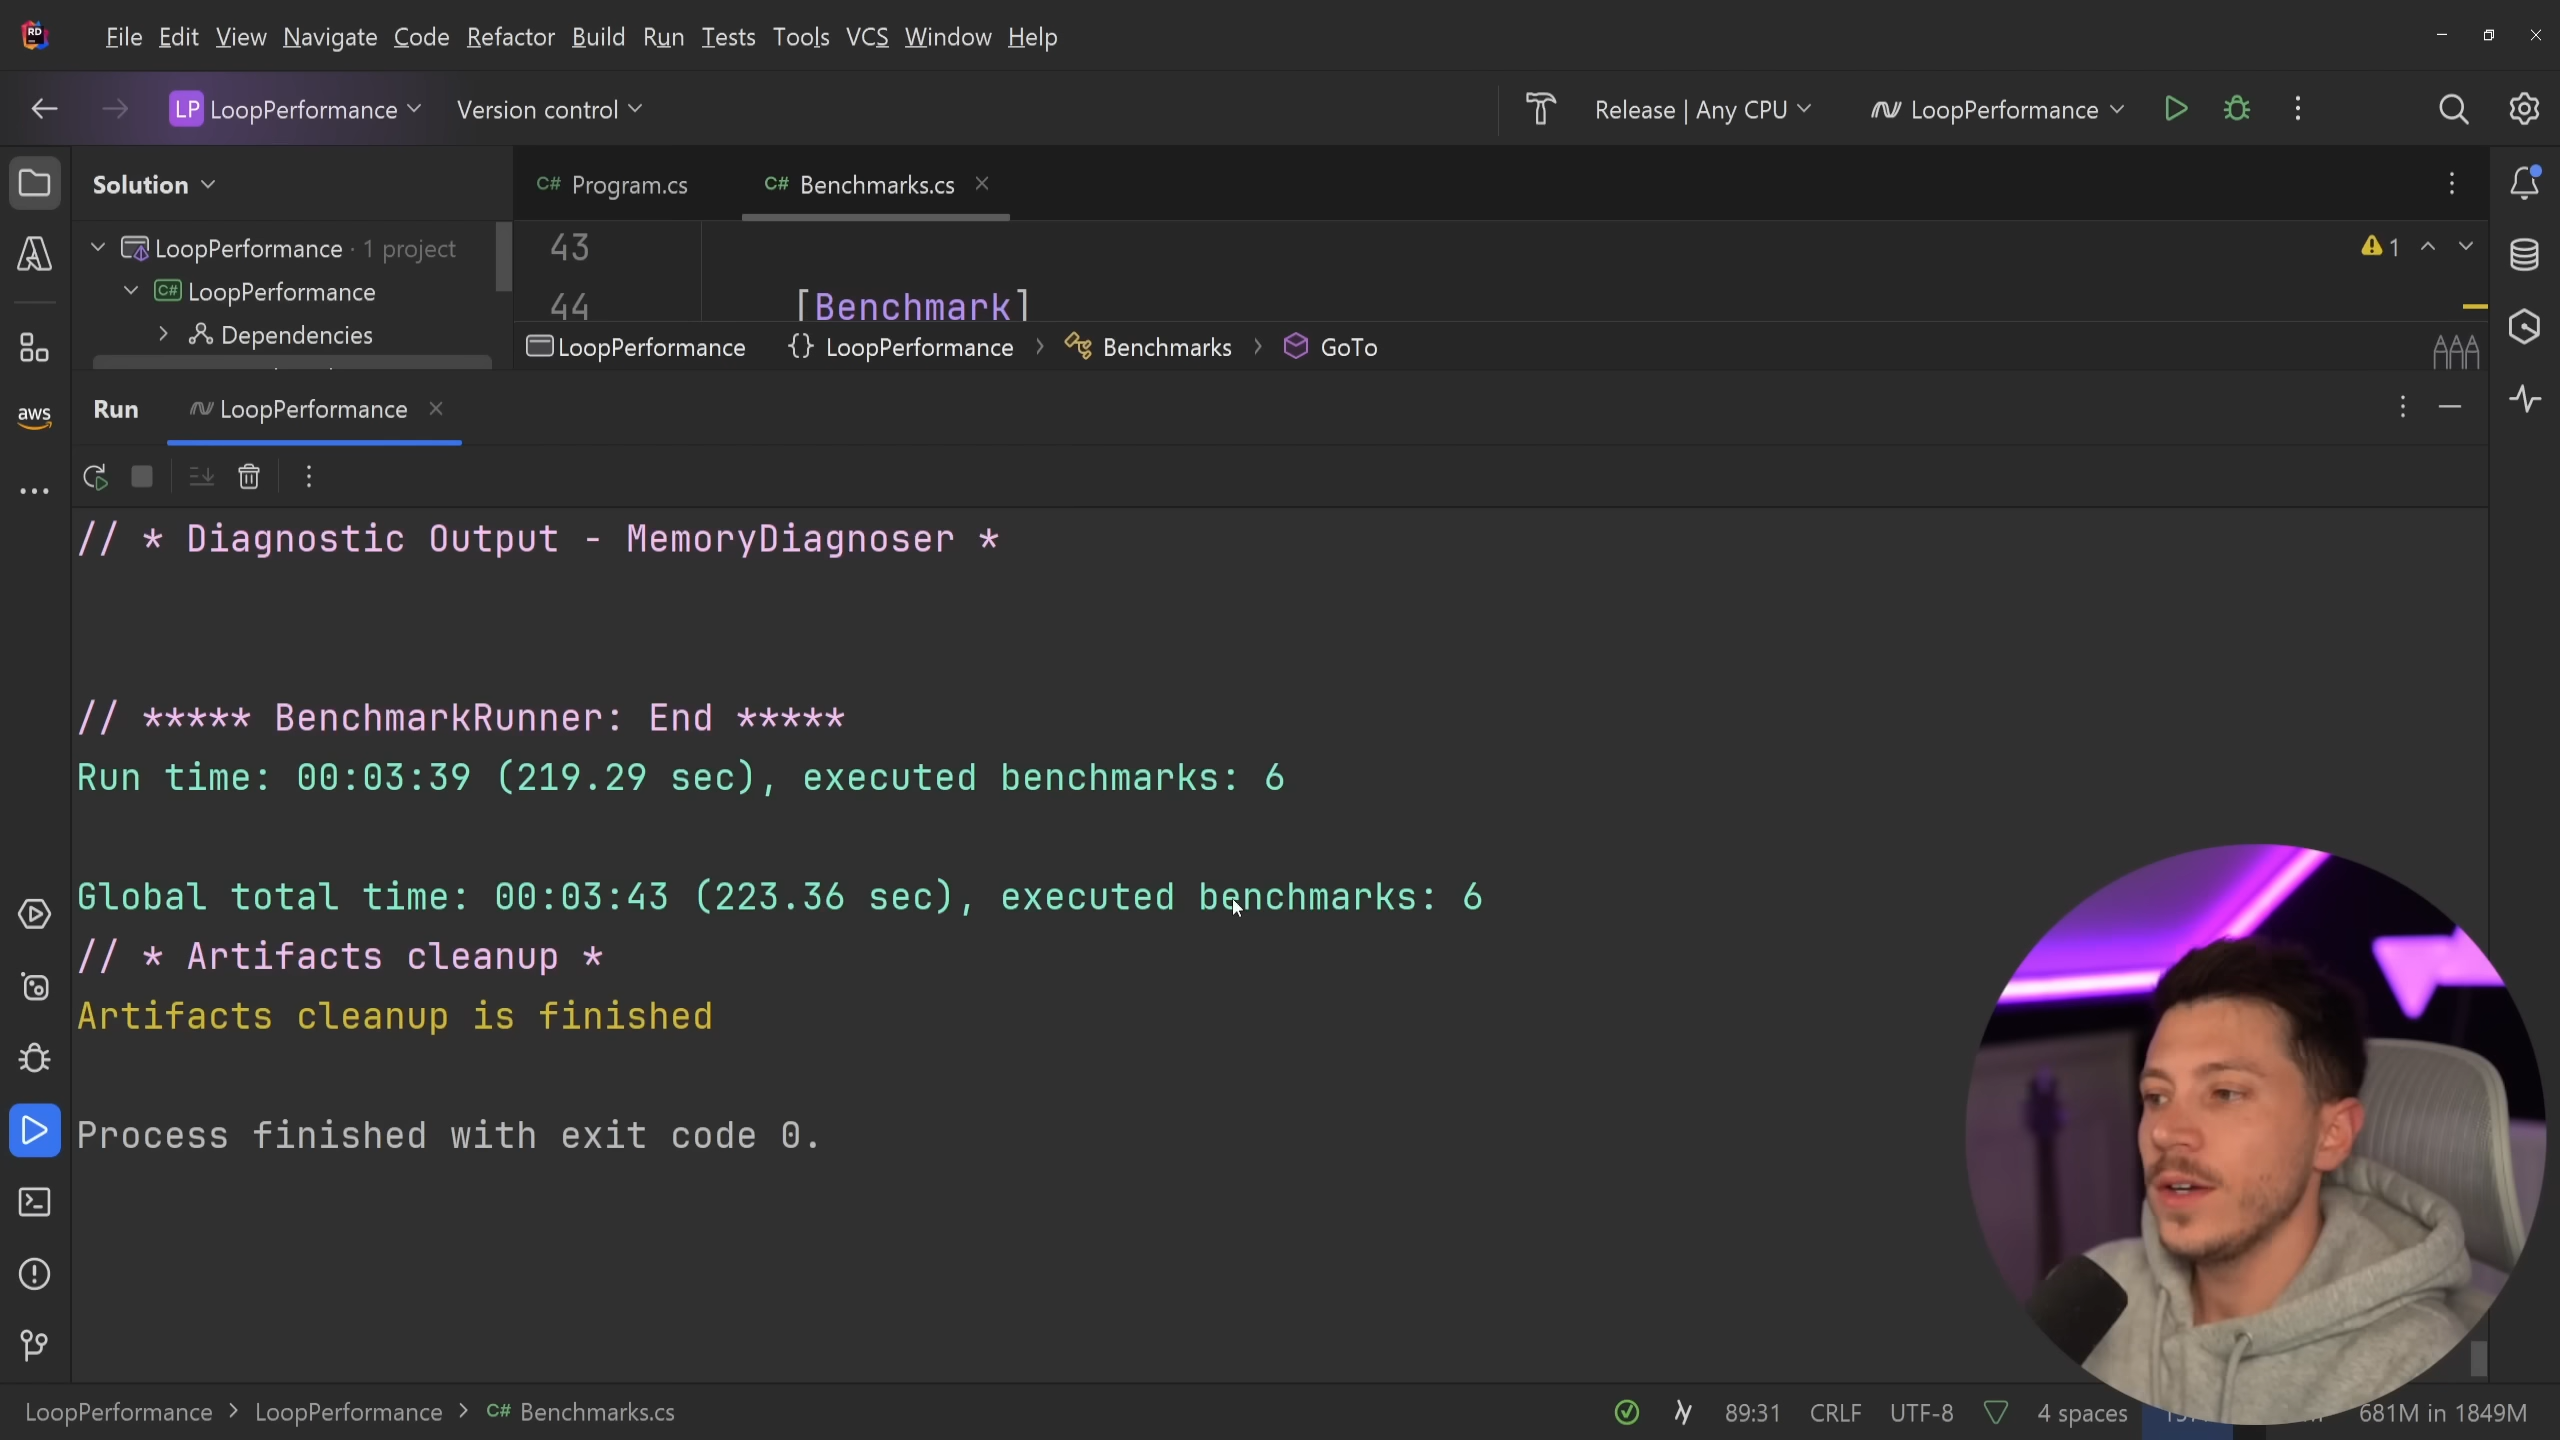 RD File Edit View Navigate Code Refactor Build Run Tests Tools VCS Window Help
LP LoopPerformance Version control Release | Any CPU LoopPerformance
Solution
C# Program.cs C# Benchmarks.cs
LoopPerformance · 1 project
C# LoopPerformance
Dependencies
43
1
44 [Benchmark]
LoopPerformance {} LoopPerformance > Benchmarks > GoTo
Run LoopPerformance
aws
// * Diagnostic Output - MemoryDiagnoser *
// ***** BenchmarkRunner: End *****
Run time: 00:03:39 (219.29 sec), executed benchmarks: 6
Global total time: 00:03:43 (223.36 sec), executed benchmarks: 6
// * Artifacts cleanup *
Artifacts cleanup is finished
Process finished with exit code 0.
LoopPerformance > LoopPerformance > C# Benchmarks.cs 89:31 CRLF UTF-8 4 spaces 681M in 1849M